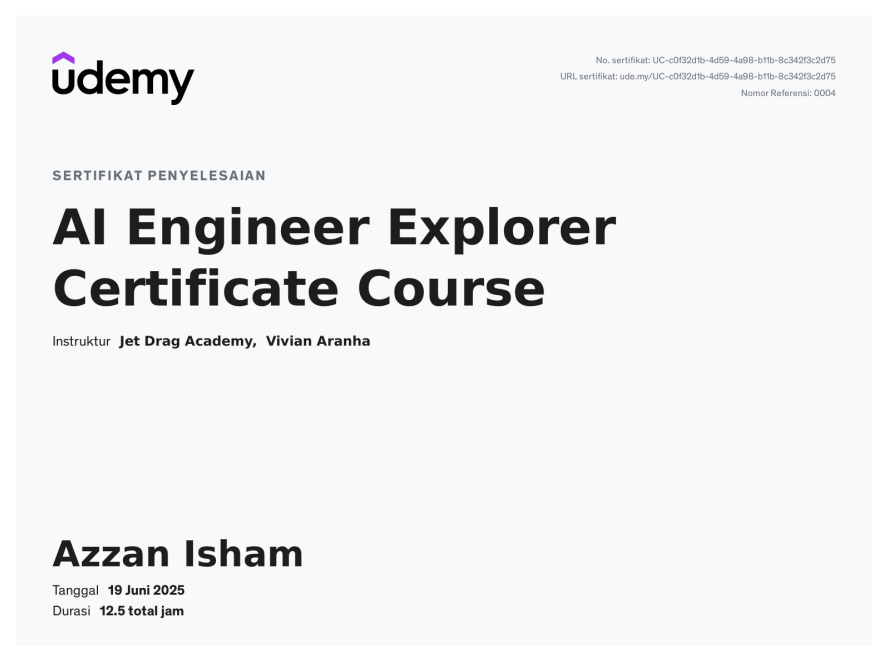 udemy
No. sertifikat: UC-c0f32d1b-4d59-4a98-b11b-8c342f3c2d75
URL sertifikat: ude.my/UC-c0f32d1b-4d59-4a98-b11b-8c342f3c2d75
Nomor Referensi: 0004
SERTIFIKAT PENYELESAIAN
AI Engineer Explorer
Certificate Course
Instruktur Jet Drag Academy, Vivian Aranha
Azzan Isham
Tanggal 19 Juni 2025
Durasi 12.5 total jam